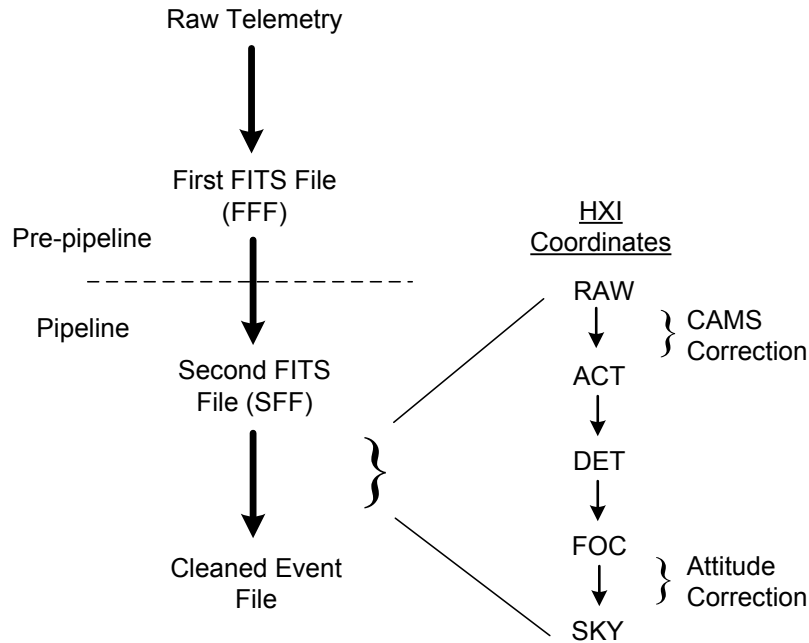 Raw Telemetry
First FITS File
(FFF)
Pre-pipeline
Pipeline
Second FITS
File (SFF)
Cleaned Event
File
HXI
Coordinates
RAW
CAMS
Correction
ACT
DET
FOC
Attitude
Correction
SKY